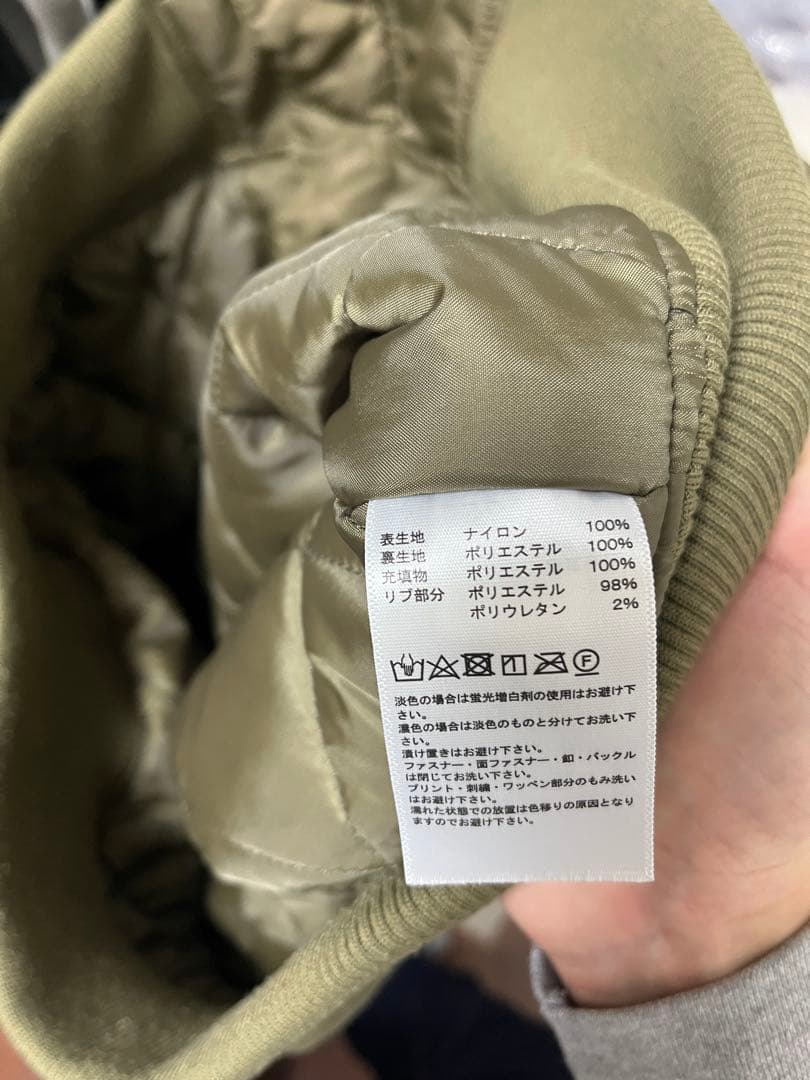 表生地 ナイロン 100%
裏生地 ポリエステル 100%
充填物 ポリエステル 100%
リブ部分 ポリエステル 98%
ポリウレタン 2%
F
淡色の場合は蛍光増白剤の使用はお避け下
さい。
濃色の場合は淡色のものと分けてお洗い下
さい。
漬け置きはお避け下さい。
ファスナー・面ファスナー・釦・バックル
は閉じてお洗い下さい。
プリント・刺繍・ワッペン部分のもみ洗い
はお避け下さい。
濡れた状態での放置は色移りの原因となり
ますのでお避け下さい。